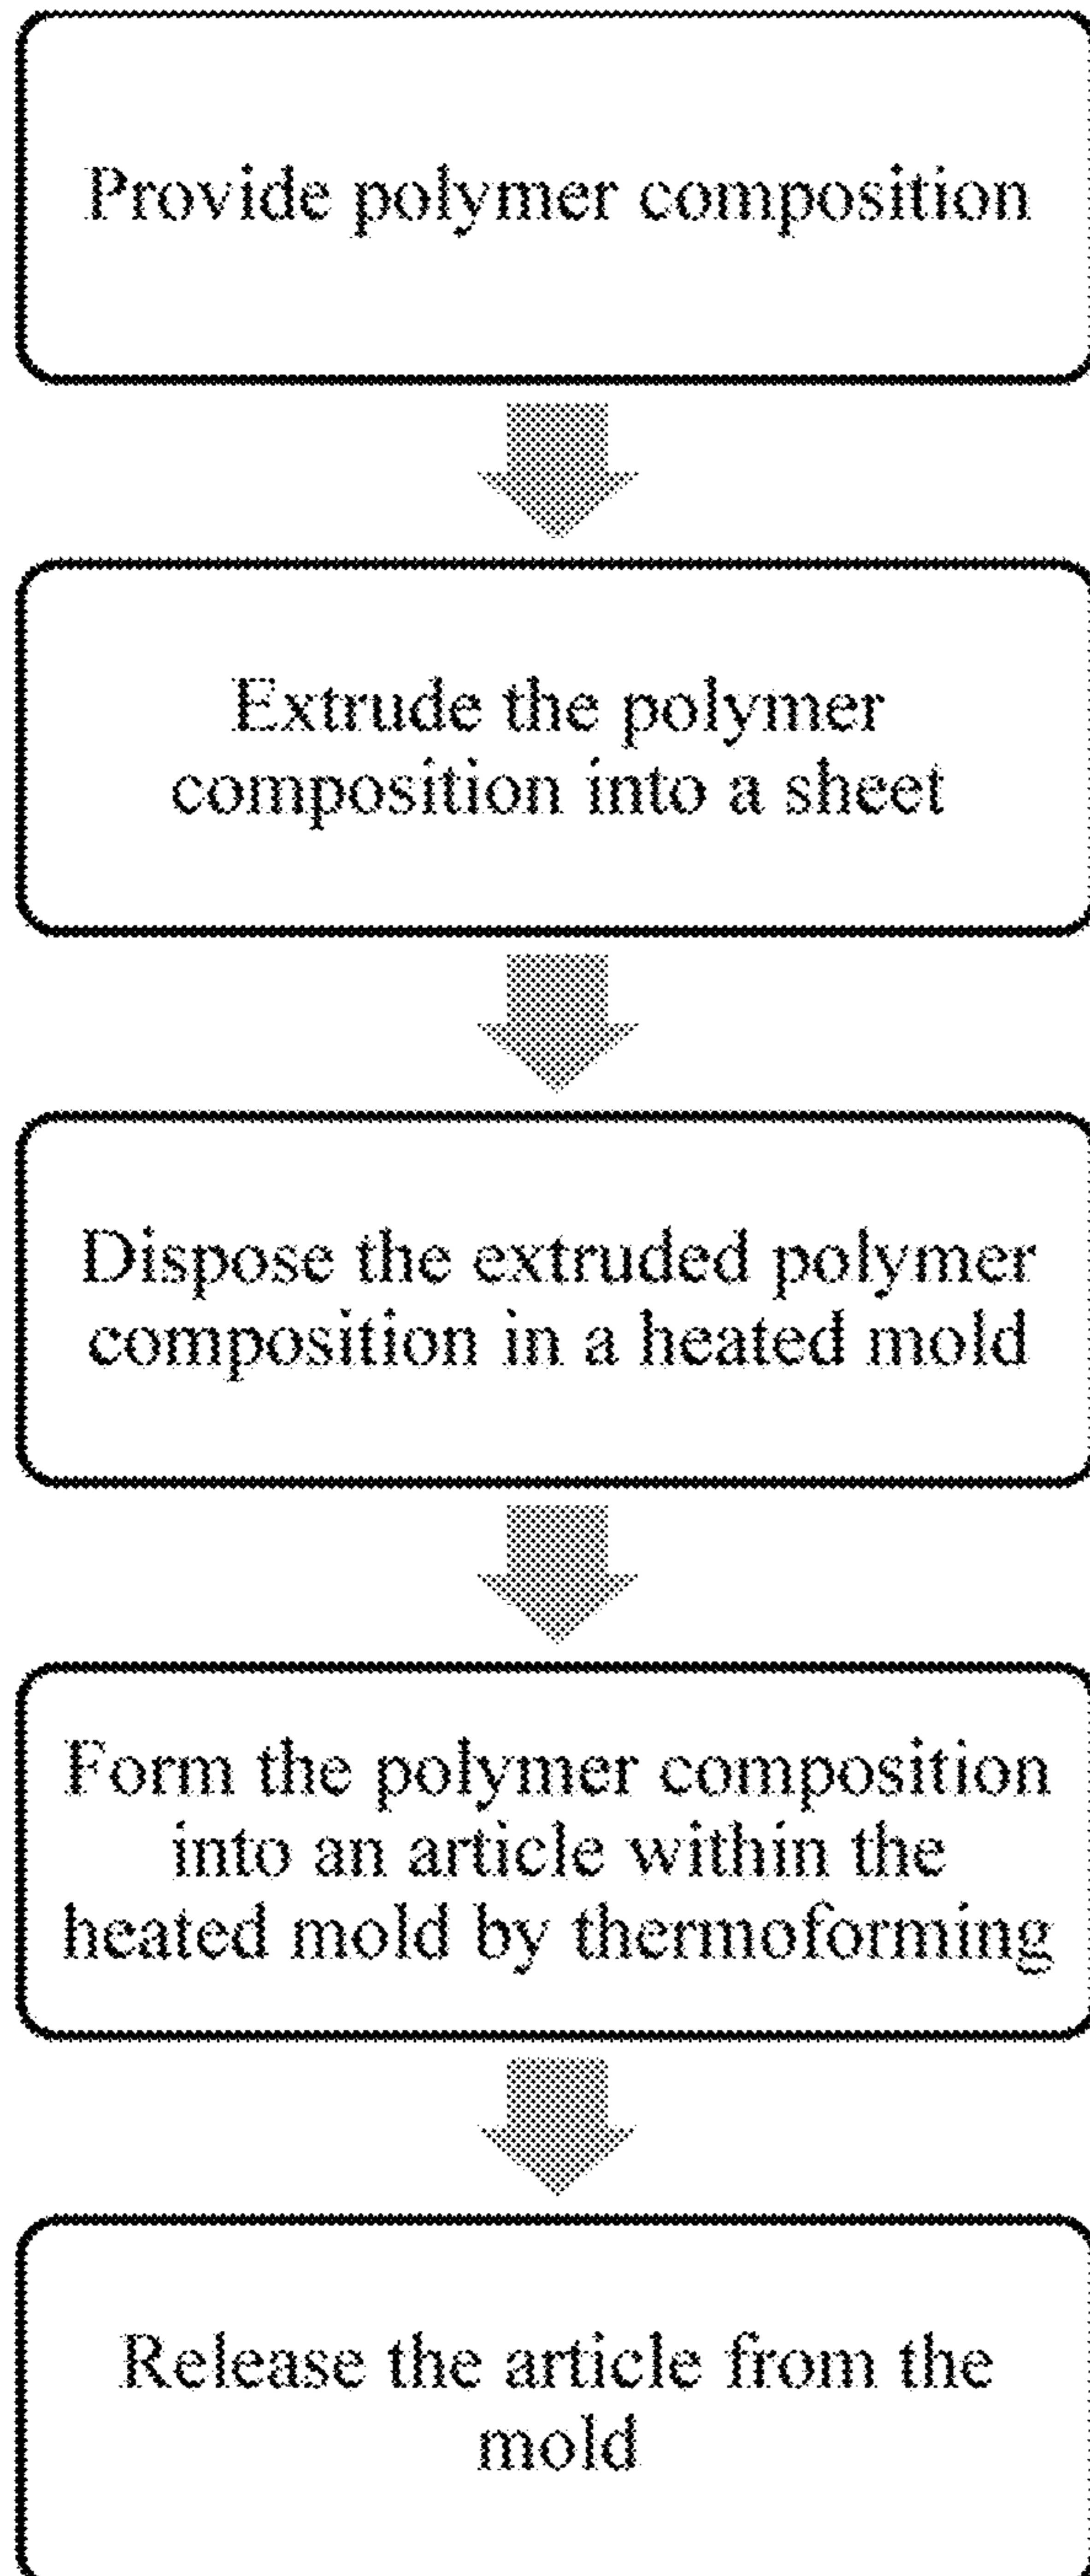 Provide polymer composition
Extrude the polymer
composition into a sheet
Dispose the extruded polymer
composition in a heated mold
Form the polymer composition
into an article within the
heated mold by thermoforming
Release the article from the
mold